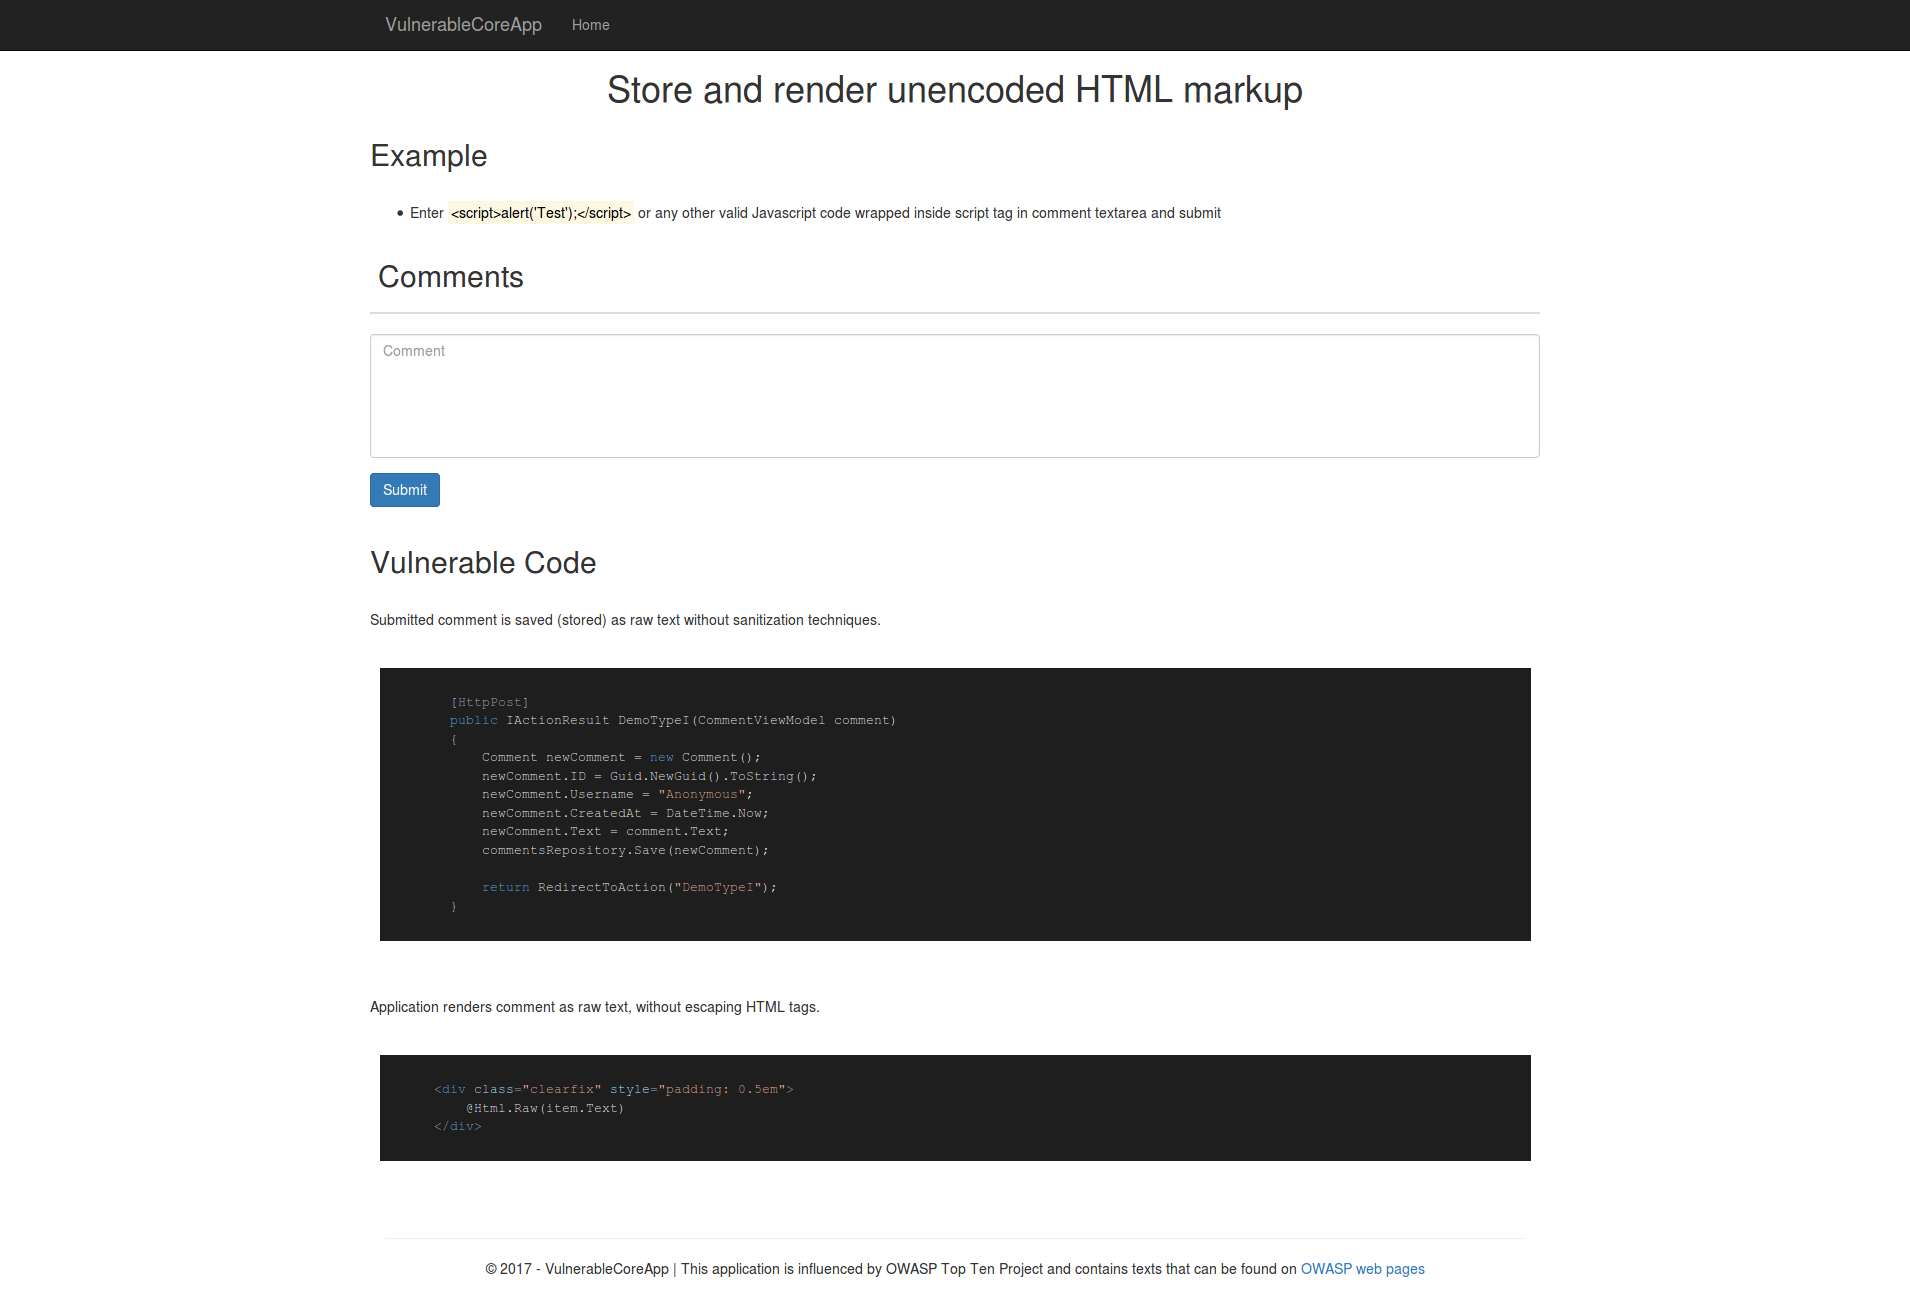 VulnerableCoreApp Home
Store and render unencoded HTML markup
Example
• Enter <script>alert('Test');</script> or any other valid Javascript code wrapped inside script tag in comment textarea and submit
Comments
Comment
Submit
Vulnerable Code
Submitted comment is saved (stored) as raw text without sanitization techniques.
[HttpPost]
public IActionResult DemoTypeI(CommentViewModel comment)
{
Comment newComment = new Comment();
newComment.ID = Guid.NewGuid().ToString();
newComment.Username = "Anonymous";
newComment.CreatedAt = DateTime.Now;
newComment.Text = comment.Text;
commentsRepository.Save(newComment);
return RedirectToAction("DemoTypeI");
}
Application renders comment as raw text, without escaping HTML tags.
<div class="clearfix" style="padding: 0.5em">
@Html.Raw(item.Text)
</div>
© 2017 - VulnerableCoreApp | This application is influenced by OWASP Top Ten Project and contains texts that can be found on OWASP web pages